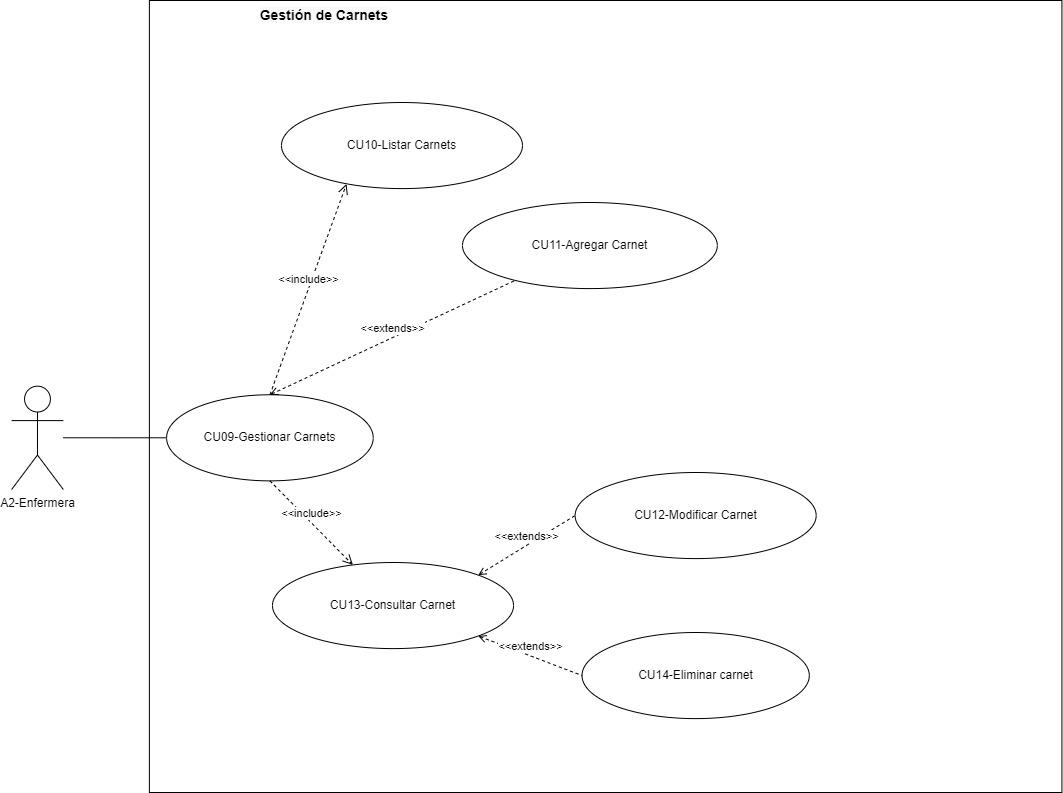 Gestión de Carnets
CU10-Listar Carnets
CU11-Agregar Carnet
<<include>>
<<extends>>
CU09-Gestionar Carnets
A2-Enfermera
<<include>>
CU12-Modificar Carnet
<<extends>>
CU13-Consultar Carnet
<<extends>>
CU14-Eliminar carnet